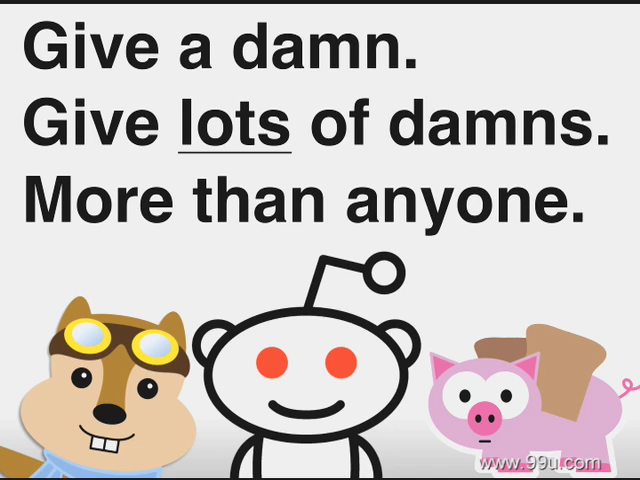 Give a damn.
Give lots of damns.
More than anyone.
www.99u.com